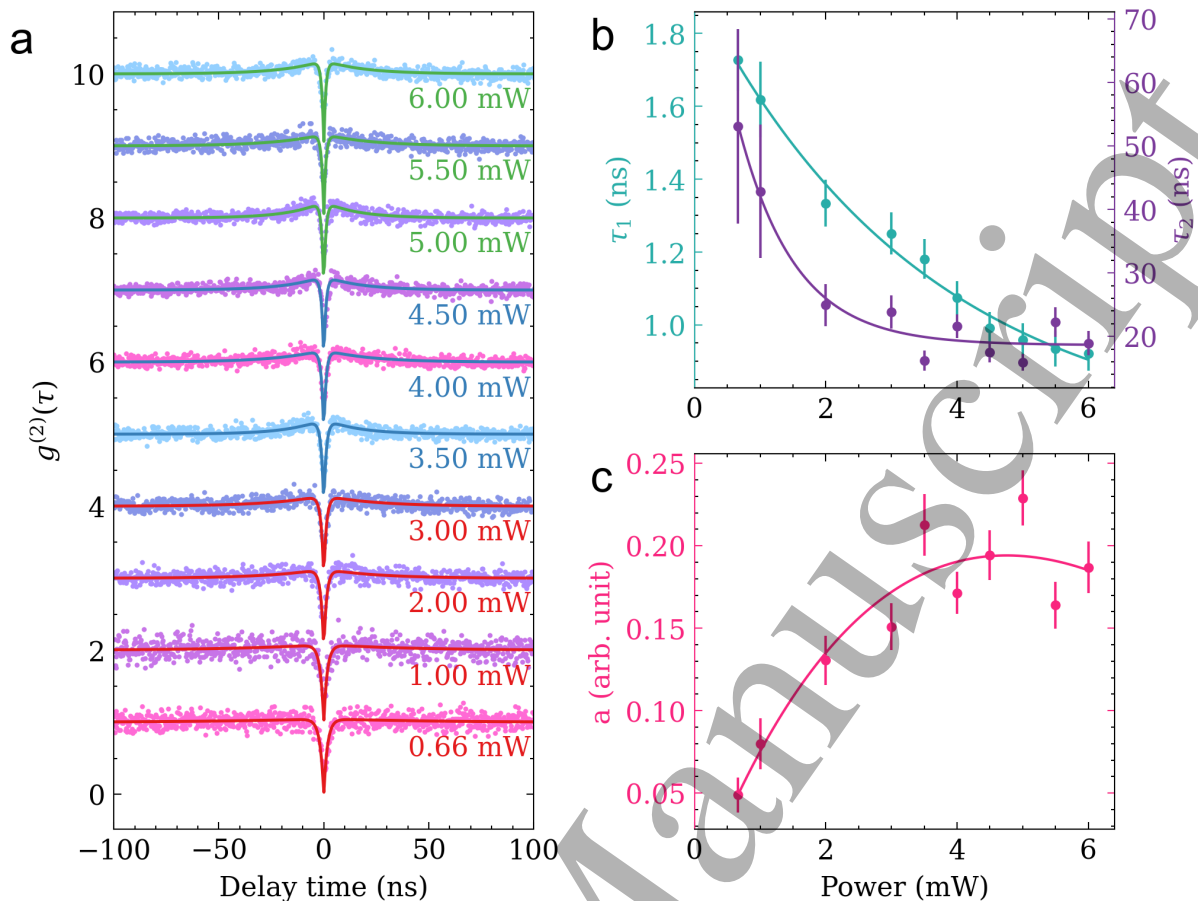 a
g^{(2)}(τ)
10
8
6
4
2
0
6.00 mW
5.50 mW
5.00 mW
4.50 mW
4.00 mW
3.50 mW
3.00 mW
2.00 mW
1.00 mW
0.66 mW
−100
−50
0
50
100
Delay time (ns)
b
τ₁ (ns)
1.8
1.6
1.4
1.2
1.0
70
60
50
40
30
20
τ₂ (ns)
0
2
4
6
c
a (arb. unit)
0.25
0.20
0.15
0.10
0.05
0
2
4
6
Power (mW)
Manuscript